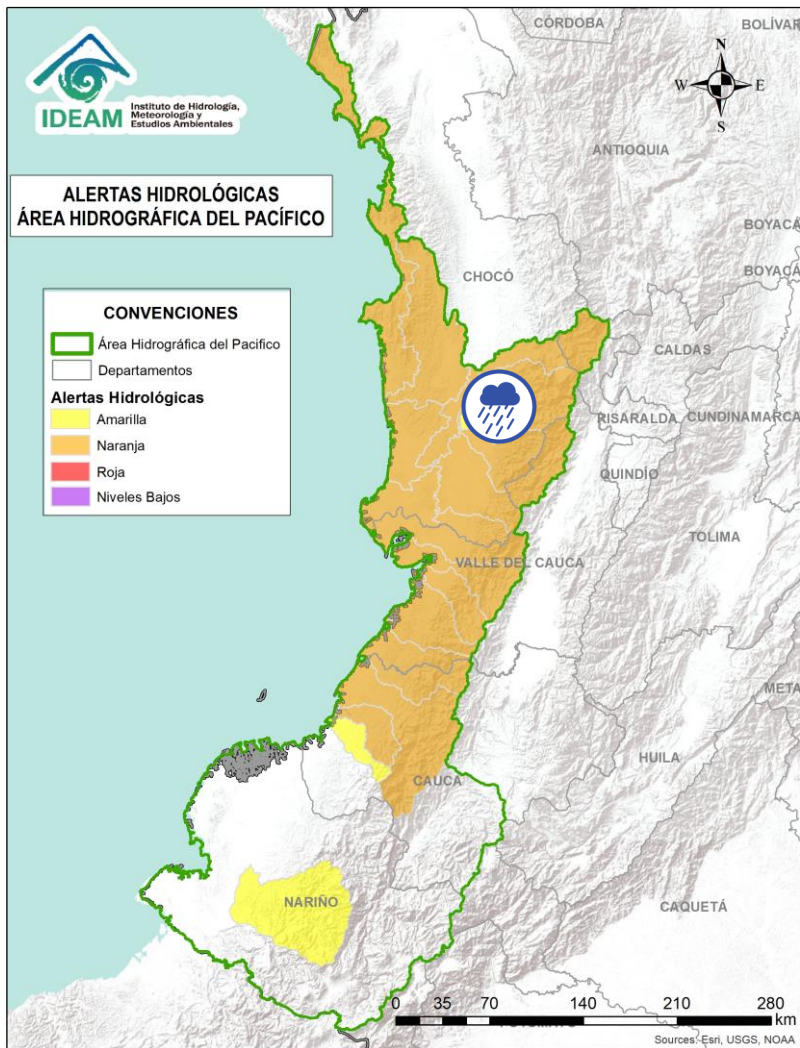 CÓRDOBA
BOLÍVAR
N
W
E
S
IDEAM
Instituto de Hidrología,
Meteorología y
Estudios Ambientales
ANTIOQUIA
ALERTAS HIDROLÓGICAS
ÁREA HIDROGRÁFICA DEL PACÍFICO
BOYACÁ
BOYACÁ
CHOCÓ
CONVENCIONES
Área Hidrográfica del Pacifico
Departamentos
Alertas Hidrológicas
Amarilla
Naranja
Roja
Niveles Bajos
CALDAS
RISARALDA
CUNDINAMARCA
QUINDÍO
TOLIMA
VALLE DEL CAUCA
META
HUILA
CAUCA
NARIÑO
CAQUETÁ
0 35 70 140 210 280
km
Sources: Esri, USGS, NOAA